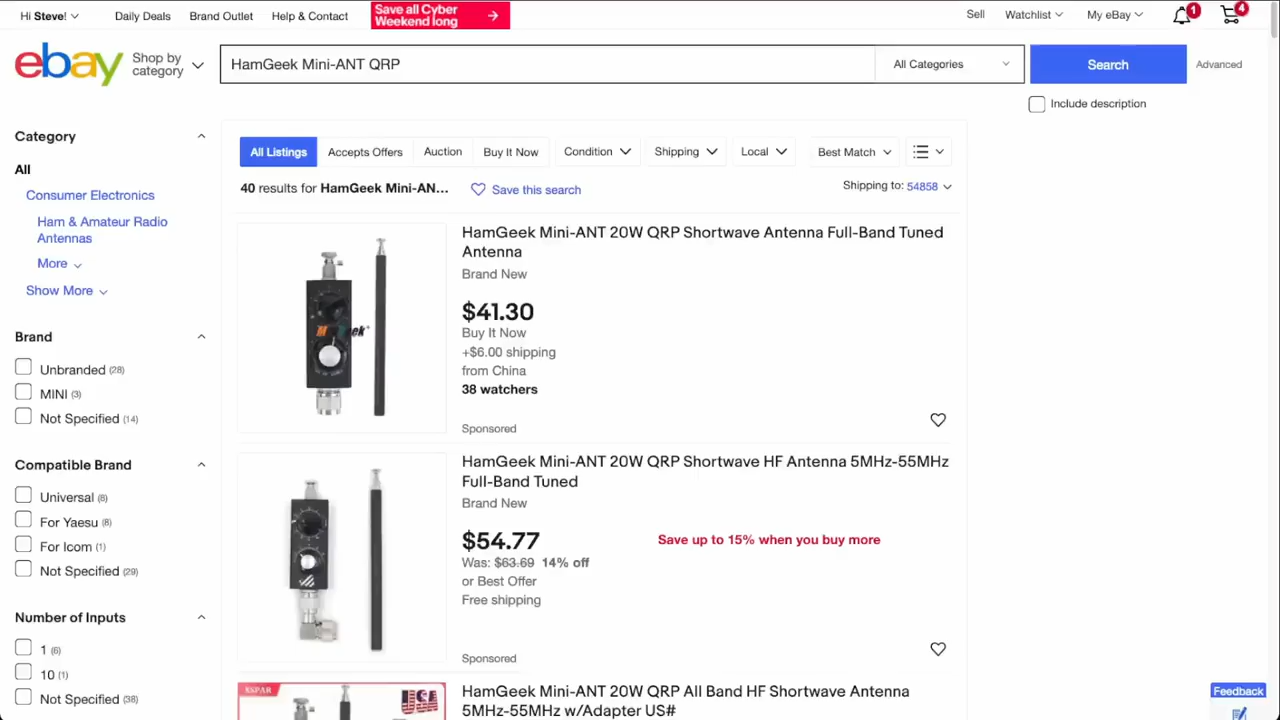 Hi Steve!
Daily Deals
Brand Outlet
Help & Contact
Save all Cyber
Weekend long
Sell
Watchlist
My eBay
1
4
ebay
Shop by
category
HamGeek Mini-ANT QRP
All Categories
Search
Advanced
Include description
Category
All
Consumer Electronics
Ham & Amateur Radio
Antennas
More
Show More
Brand
Unbranded (28)
MINI (3)
Not Specified (14)
Compatible Brand
Universal (8)
For Yaesu (8)
For Icom (1)
Not Specified (29)
Number of Inputs
1 (6)
10 (1)
Not Specified (38)
All Listings
Accepts Offers
Auction
Buy It Now
Condition
Shipping
Local
Best Match
40 results for HamGeek Mini-AN...
Save this search
Shipping to: 54858
HamGeek Mini-ANT 20W QRP Shortwave Antenna Full-Band Tuned
Antenna
Brand New
$41.30
Buy It Now
+$6.00 shipping
from China
38 watchers
Sponsored
HamGeek Mini-ANT 20W QRP Shortwave HF Antenna 5MHz-55MHz
Full-Band Tuned
Brand New
$54.77
Was: $63.69 14% off
or Best Offer
Free shipping
Save up to 15% when you buy more
Sponsored
USA
HamGeek Mini-ANT 20W QRP All Band HF Shortwave Antenna
5MHz-55MHz w/Adapter US#
Feedback